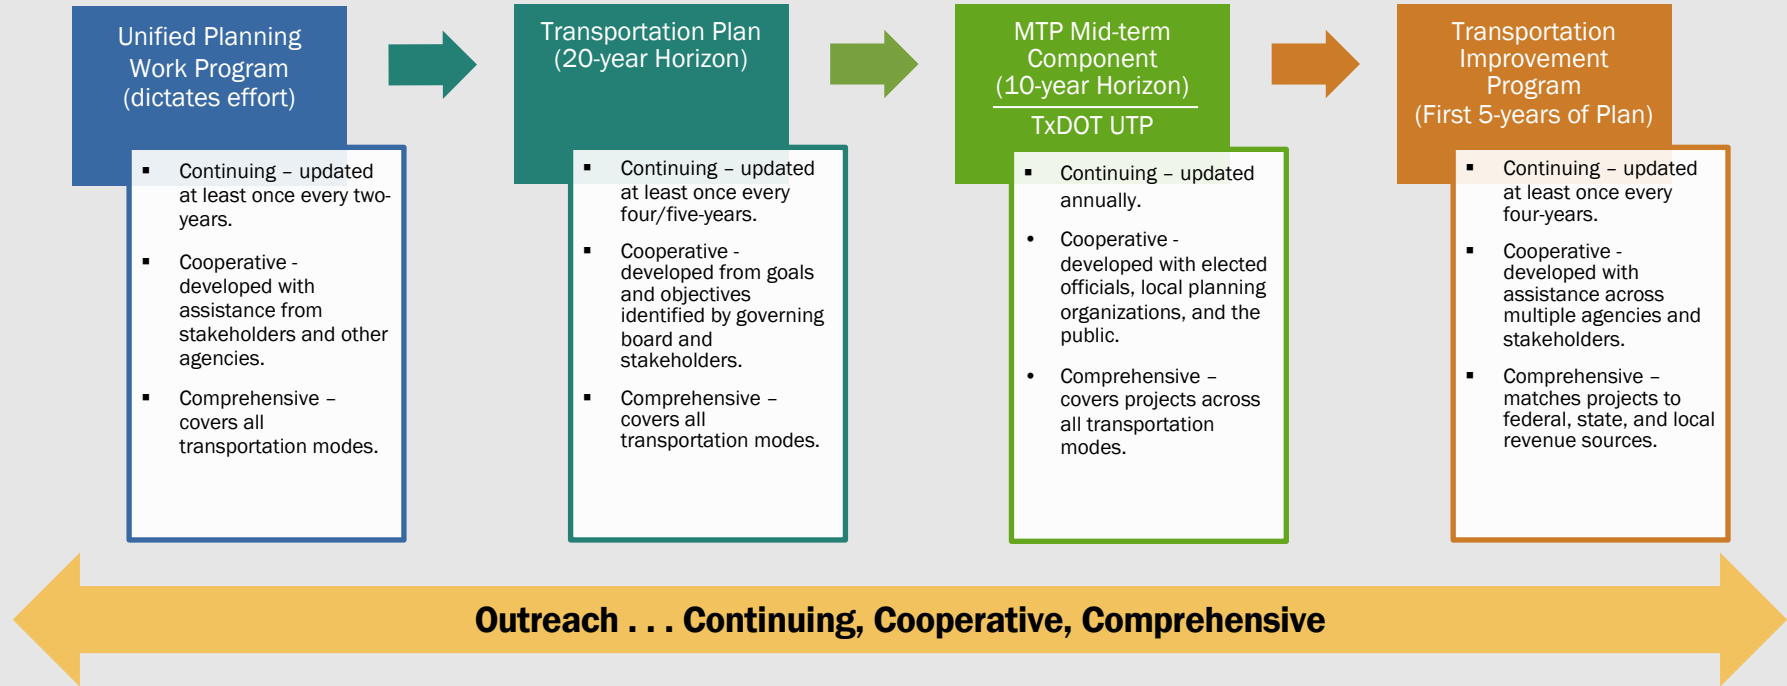 Unified Planning
Work Program
(dictates effort)
▪ Continuing – updated
at least once every two-
years.
▪ Cooperative -
developed with
assistance from
stakeholders and other
agencies.
▪ Comprehensive –
covers all
transportation modes.
Transportation Plan
(20-year Horizon)
▪ Continuing – updated
at least once every
four/five-years.
▪ Cooperative -
developed from goals
and objectives
identified by governing
board and
stakeholders.
▪ Comprehensive –
covers all
transportation modes.
MTP Mid-term
Component
(10-year Horizon)
TxDOT UTP
▪ Continuing – updated
annually.
• Cooperative -
developed with elected
officials, local planning
organizations, and the
public.
• Comprehensive –
covers projects across
all transportation
modes.
Transportation
Improvement
Program
(First 5-years of Plan)
▪ Continuing – updated
at least once every
four-years.
▪ Cooperative -
developed with
assistance across
multiple agencies and
stakeholders.
▪ Comprehensive –
matches projects to
federal, state, and local
revenue sources.
Outreach . . . Continuing, Cooperative, Comprehensive